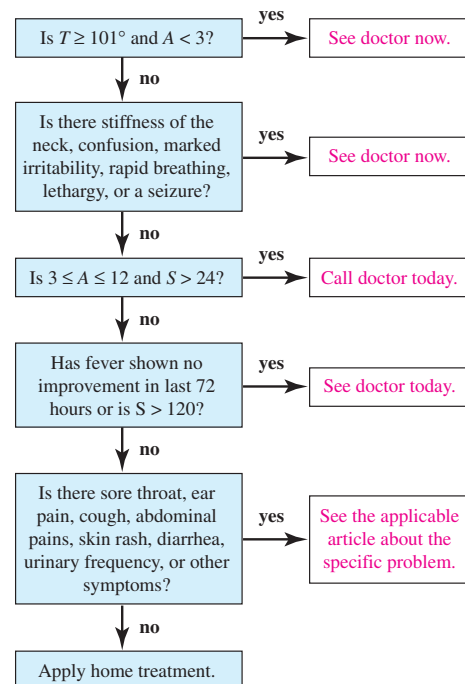 Is T ≥ 101° and A < 3?
yes
See doctor now.
no
Is there stiffness of the
neck, confusion, marked
irritability, rapid breathing,
lethargy, or a seizure?
yes
See doctor now.
no
Is 3 ≤ A ≤ 12 and S > 24?
yes
Call doctor today.
no
Has fever shown no
improvement in last 72
hours or is S > 120?
yes
See doctor today.
no
Is there sore throat, ear
pain, cough, abdominal
pains, skin rash, diarrhea,
urinary frequency, or other
symptoms?
yes
See the applicable
article about the
specific problem.
no
Apply home treatment.